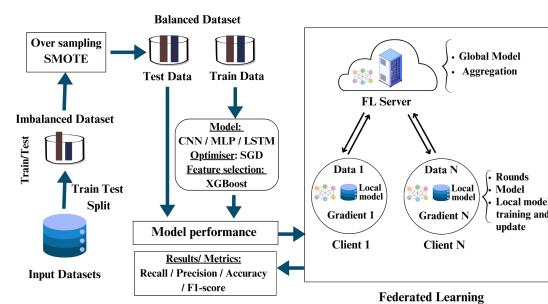 Balanced Dataset
Over sampling
SMOTE
Test Data
Train Data
Imbalanced Dataset
Train/Test
Train Test
Split
Input Datasets
Model:
CNN / MLP / LSTM
Optimiser: SGD
Feature selection:
XGBoost
Model performance
Results/ Metrics:
Recall / Precision / Accuracy
/ F1-score
• Global Model
• Aggregation
FL Server
Data 1
Local
model
Gradient 1
Client 1
Data N
Local
model
Gradient N
Client N
• Rounds
• Model
• Local model
training and
update
Federated Learning